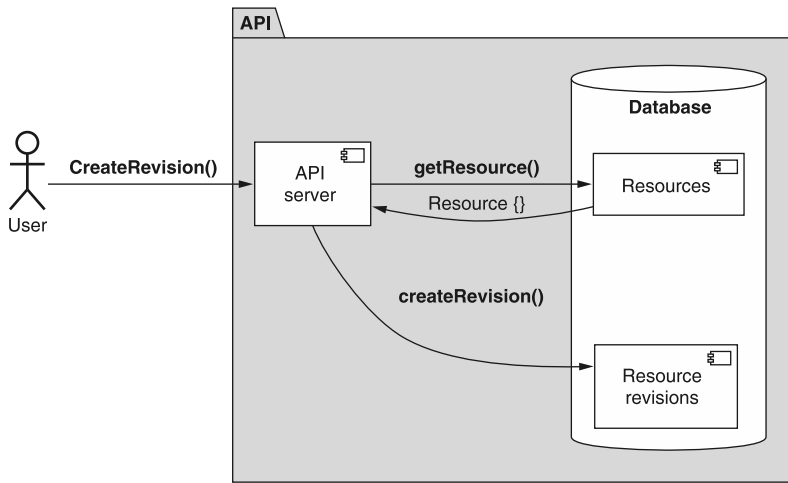 API
Database
CreateRevision()
User
API
server
getResource()
Resource {}
Resources
createRevision()
Resource
revisions